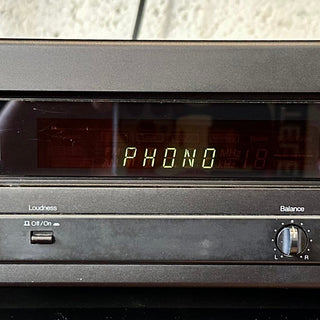 PHONO
Loudness
Off/On
Balance
L R